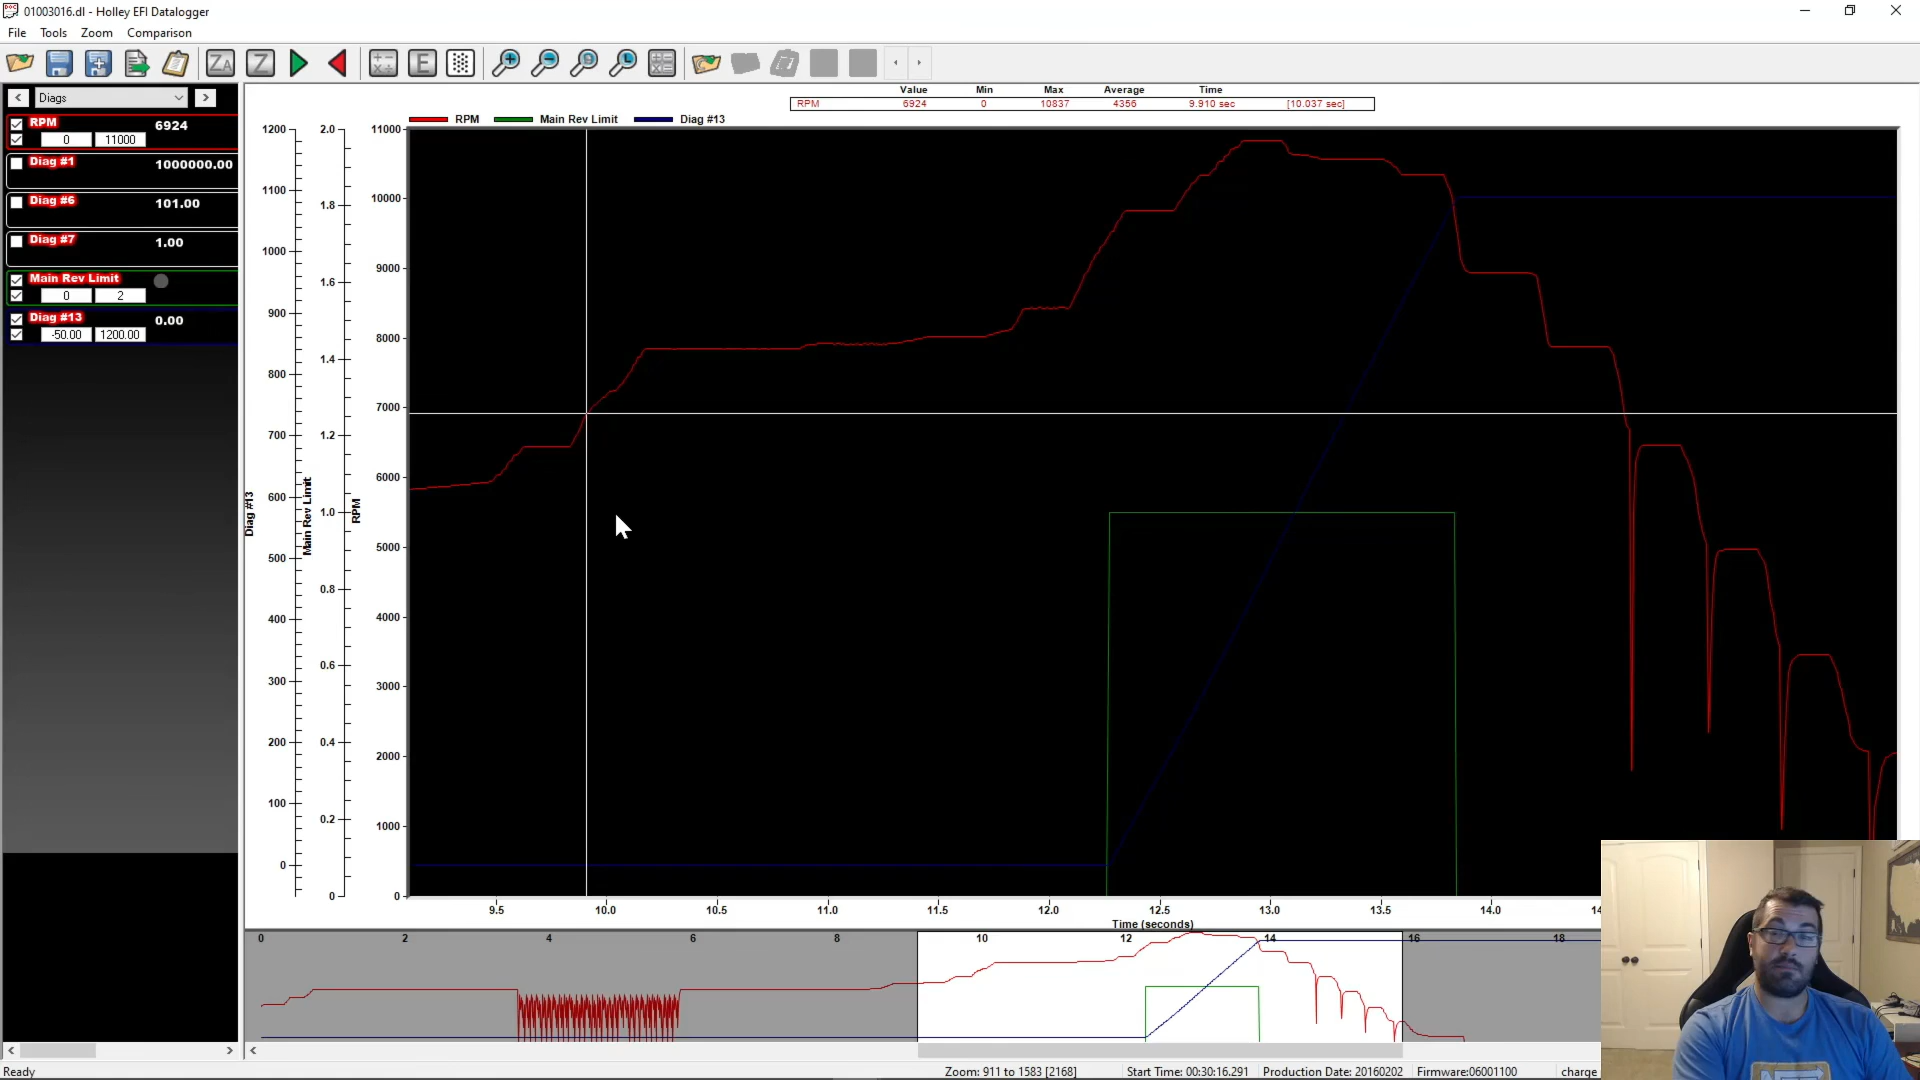 01003016.dl - Holley EFI Datalogger
File Tools Zoom Comparison
Diags
RPM 6924
0 11000
Diag #1 1000000.00
Diag #6 101.00
Diag #7 1.00
Main Rev Limit
0 2
Diag #13 0.00
-50.00 1200.00
Value Min Max Average Time
RPM 6924 0 10837 4356 9.910 sec [10.037 sec]
RPM Main Rev Limit Diag #13
1200
1100
1000
900
800
700
600
500
400
300
200
100
0
Diag #13
2.0
1.8
1.6
1.4
1.2
1.0
0.8
0.6
0.4
0.2
0
Main Rev Limit
11000
10000
9000
8000
7000
6000
5000
4000
3000
2000
1000
0
RPM
9.5 10.0 10.5 11.0 11.5 12.0 12.5 13.0 13.5 14.0
Time (seconds)
0 2 4 6 8 10 12 14 16 18
Ready Zoom: 911 to 1583 [2168] Start Time: 00:30:16.291 Production Date: 20160202 Firmware:06001100 charge